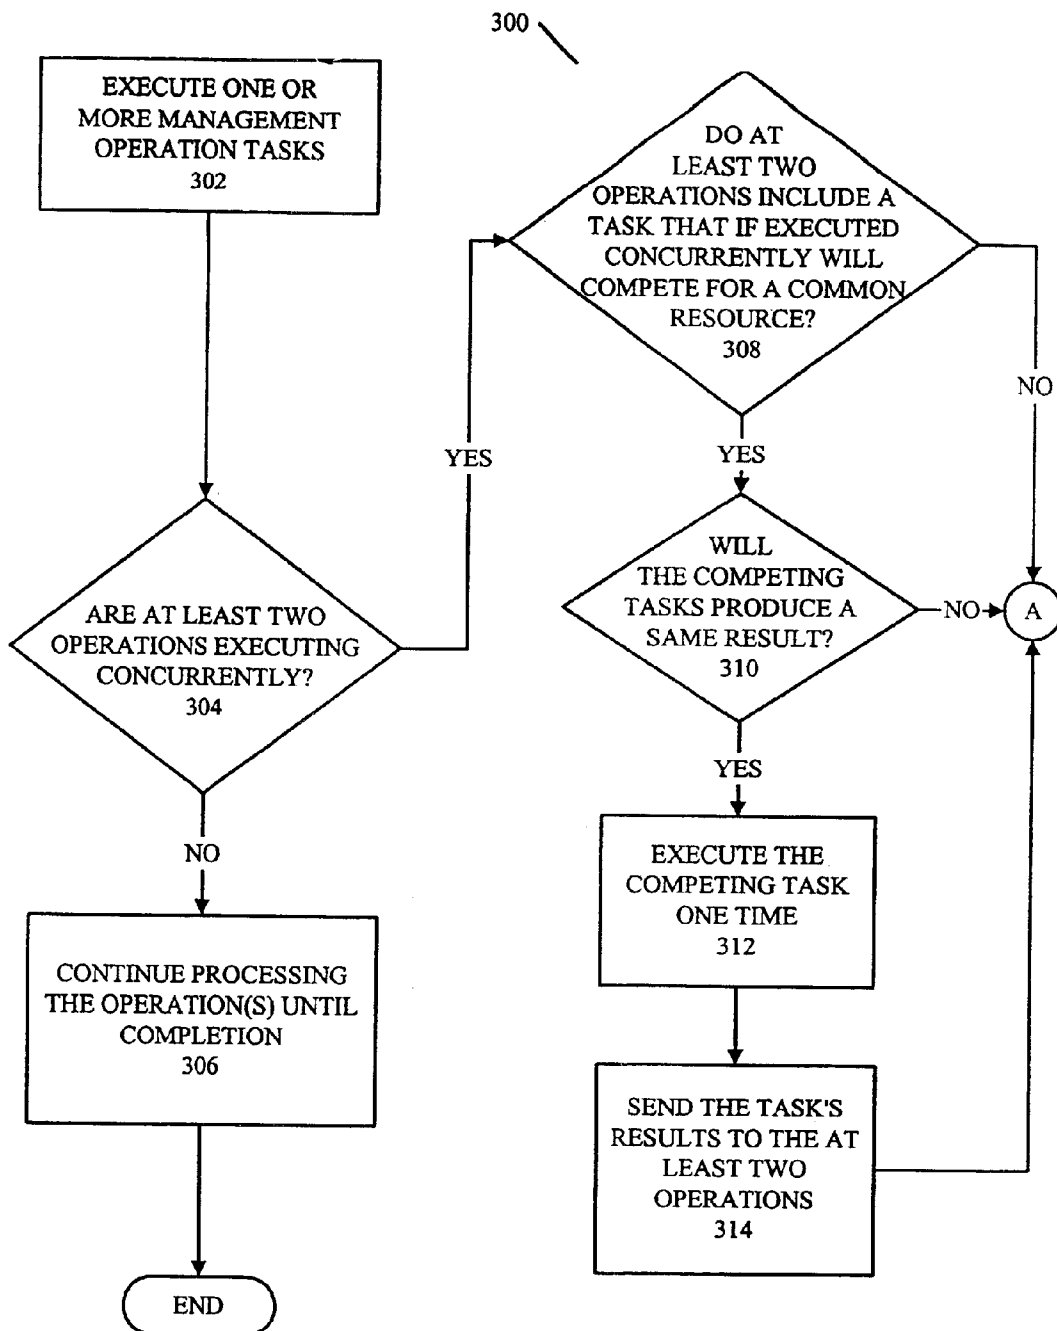 300
EXECUTE ONE OR
MORE MANAGEMENT
OPERATION TASKS
302
ARE AT LEAST TWO
OPERATIONS EXECUTING
CONCURRENTLY?
304
YES
NO
CONTINUE PROCESSING
THE OPERATION(S) UNTIL
COMPLETION
306
END
DO AT
LEAST TWO
OPERATIONS INCLUDE A
TASK THAT IF EXECUTED
CONCURRENTLY WILL
COMPETE FOR A COMMON
RESOURCE?
308
NO
YES
WILL
THE COMPETING
TASKS PRODUCE A
SAME RESULT?
310
NO
A
YES
EXECUTE THE
COMPETING TASK
ONE TIME
312
SEND THE TASK'S
RESULTS TO THE AT
LEAST TWO
OPERATIONS
314